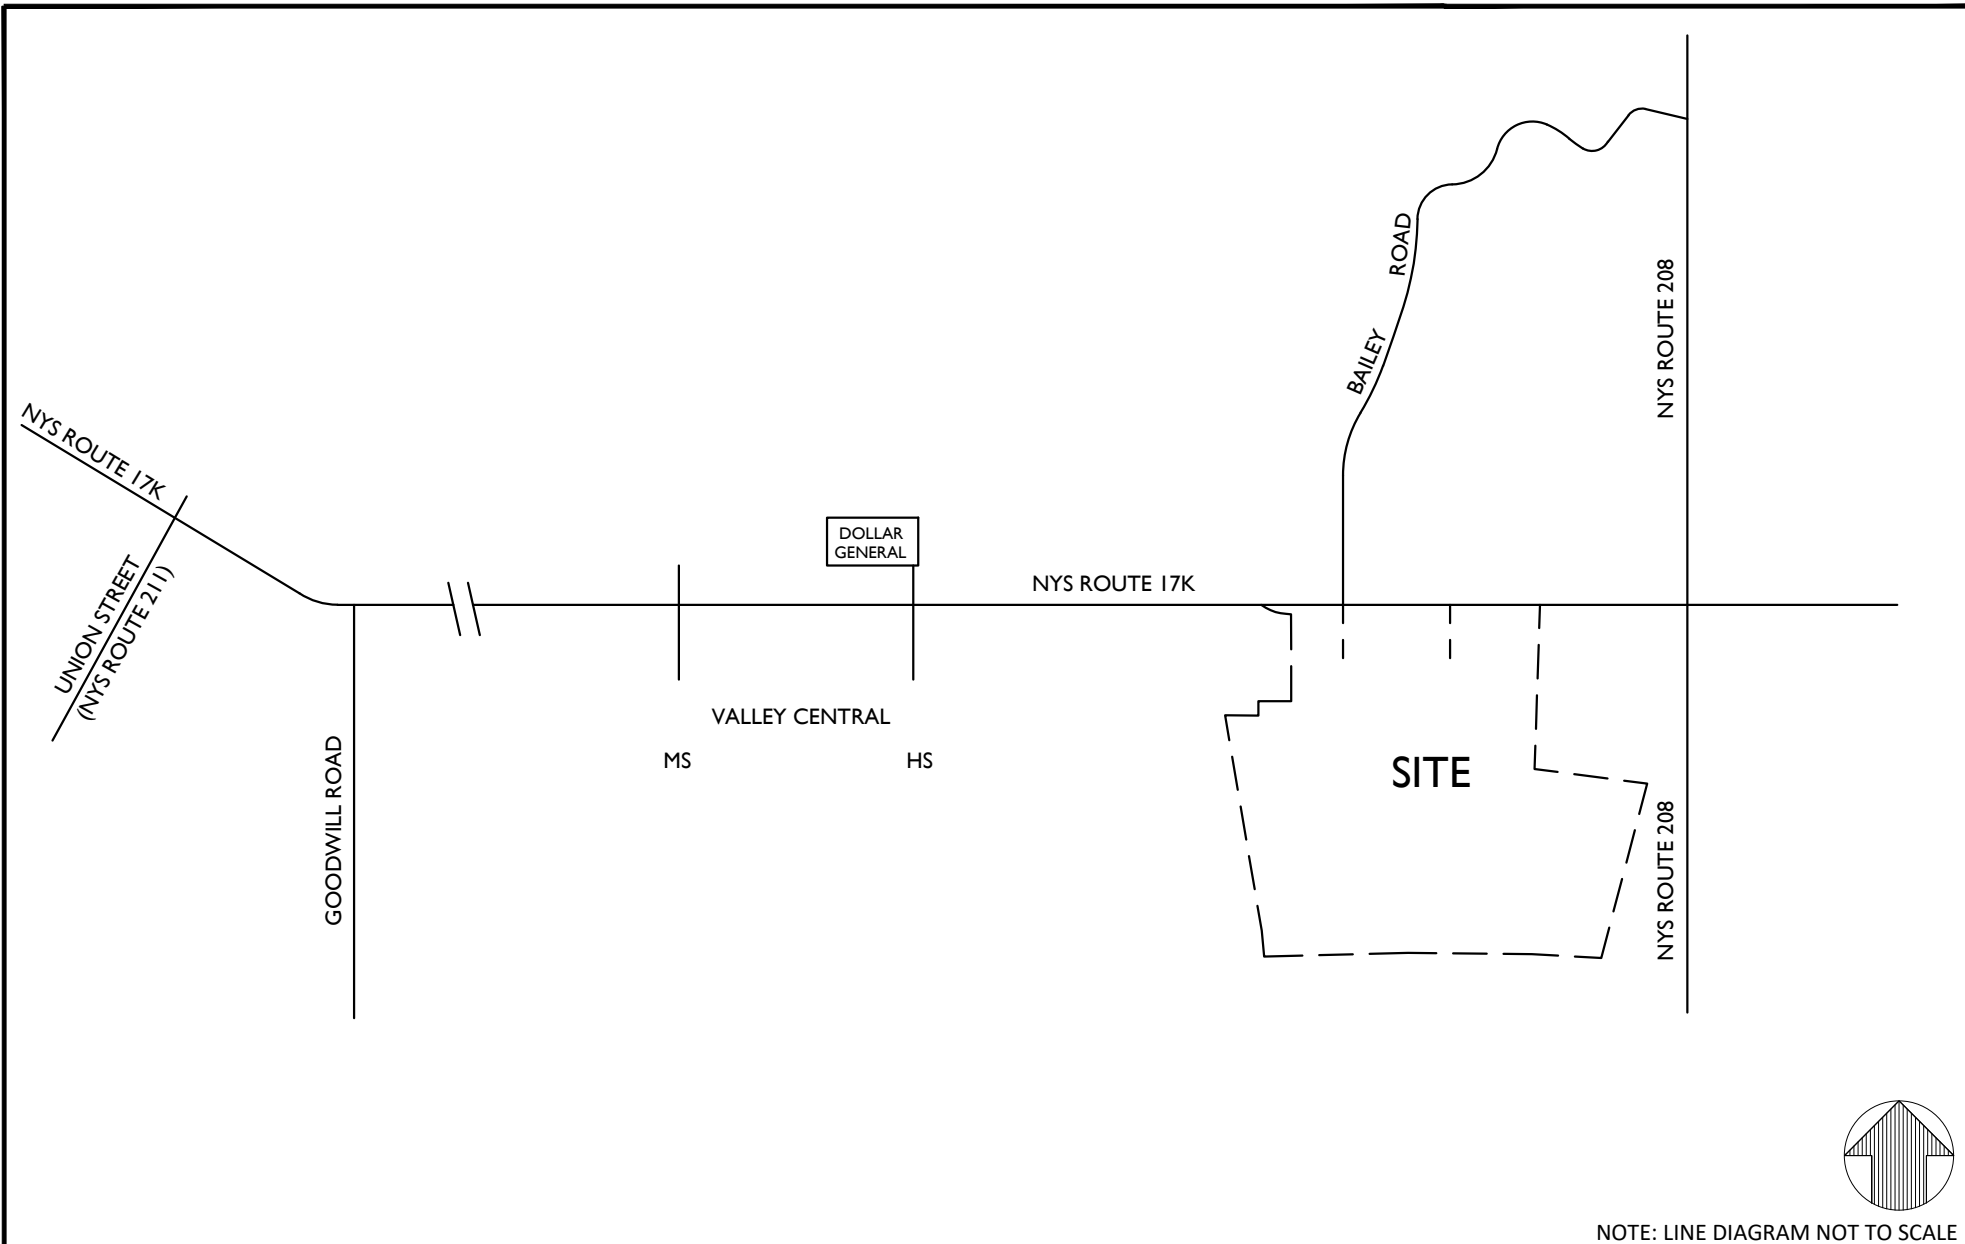 BAILEY ROAD
NYS ROUTE 208
NYS ROUTE 17K
DOLLAR
GENERAL
NYS ROUTE 17K
UNION STREET
(NYS ROUTE 211)
VALLEY CENTRAL
MS
HS
SITE
GOODWILL ROAD
NYS ROUTE 208
NOTE: LINE DIAGRAM NOT TO SCALE